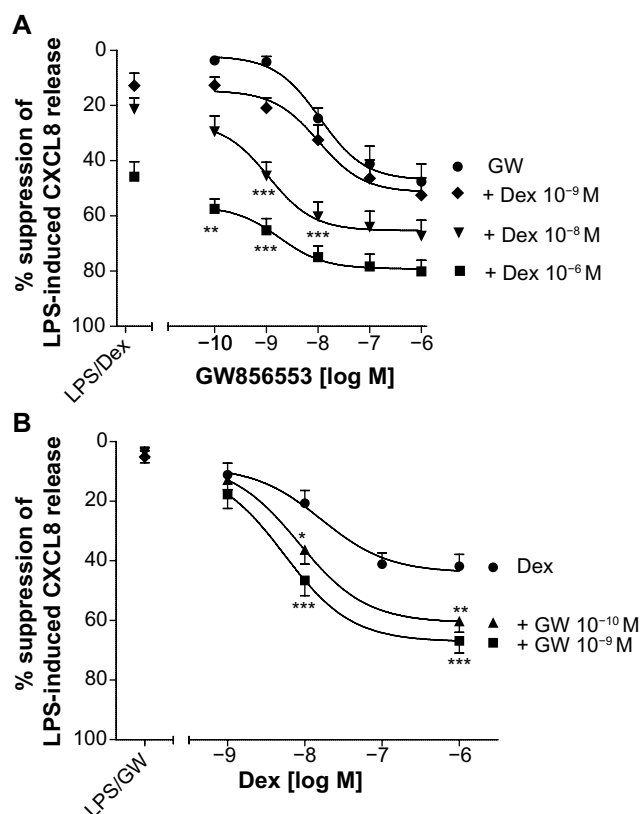 A
% suppression of
LPS-induced CXCL8 release
0
20
40
60
80
100
LPS/Dex
−10
−9
−8
−7
−6
GW856553 [log M]
***
***
**
***
GW
+ Dex 10⁻⁹ M
+ Dex 10⁻⁸ M
+ Dex 10⁻⁶ M
B
% suppression of
LPS-induced CXCL8 release
0
20
40
60
80
100
LPS/GW
−9
−8
−7
−6
Dex [log M]
*
***
**
***
Dex
+ GW 10⁻¹⁰ M
+ GW 10⁻⁹ M